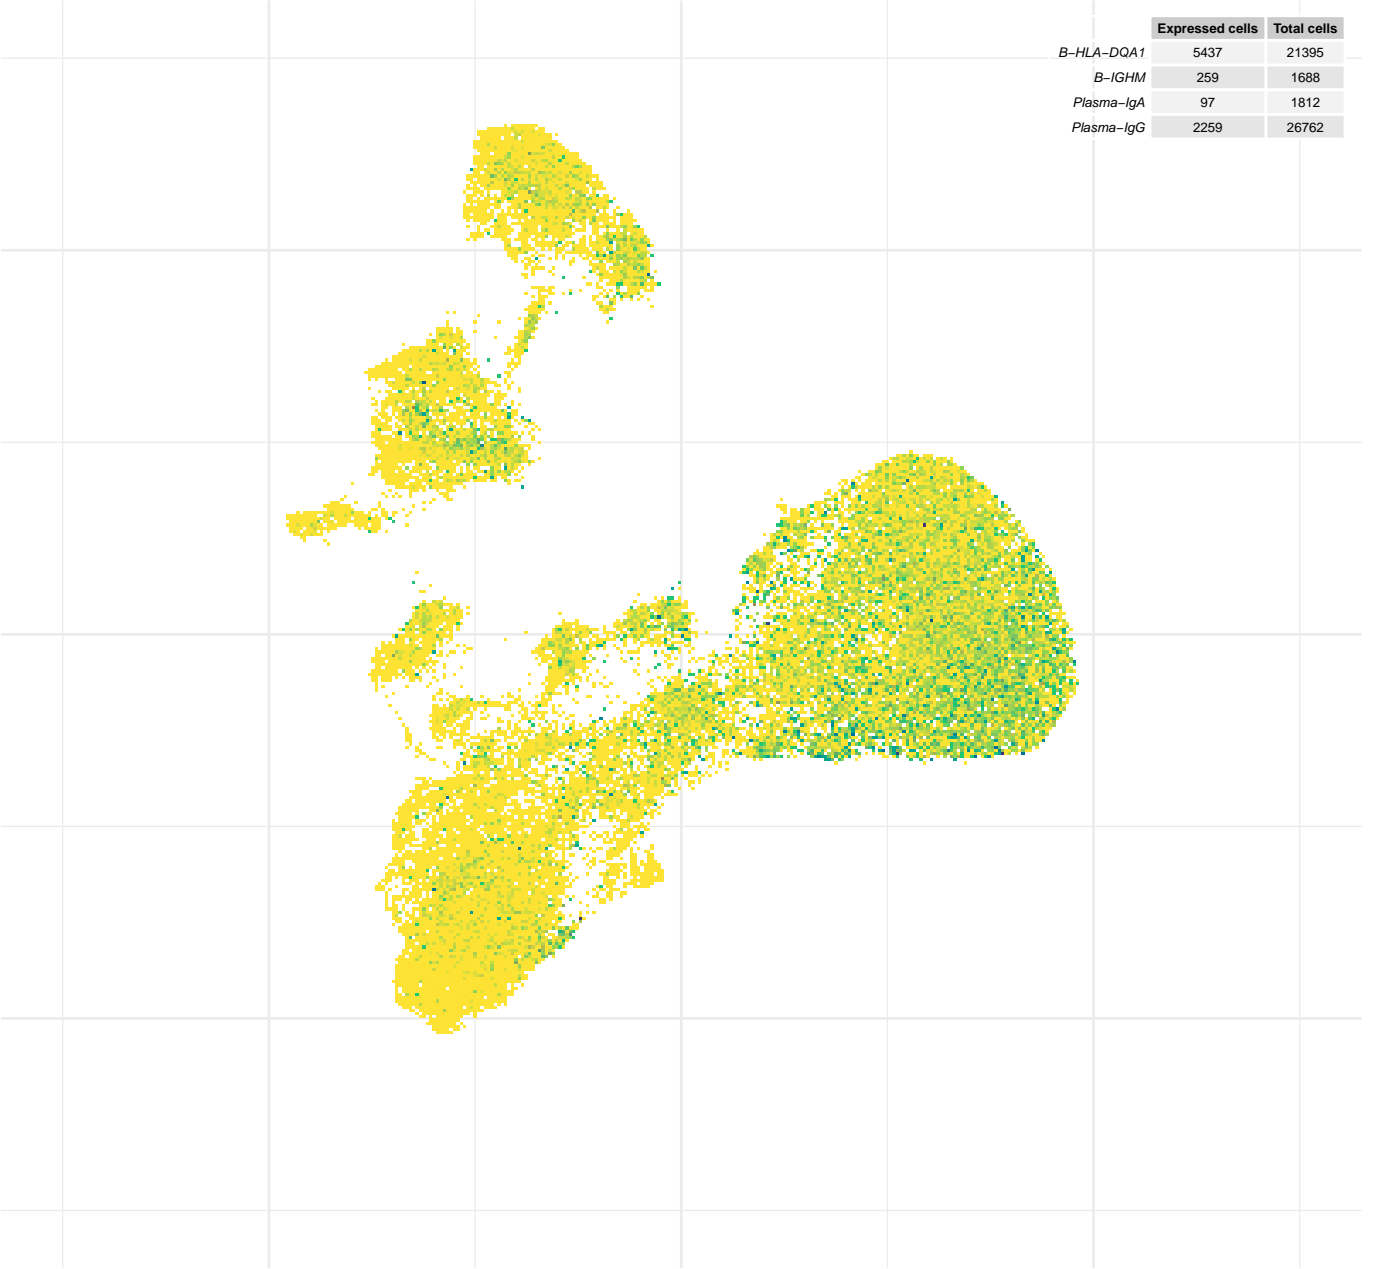 Expressed cells Total cells
B−HLA−DQA1 5437 21395
B−IGHM 259 1688
Plasma−IgA 97 1812
Plasma−IgG 2259 26762